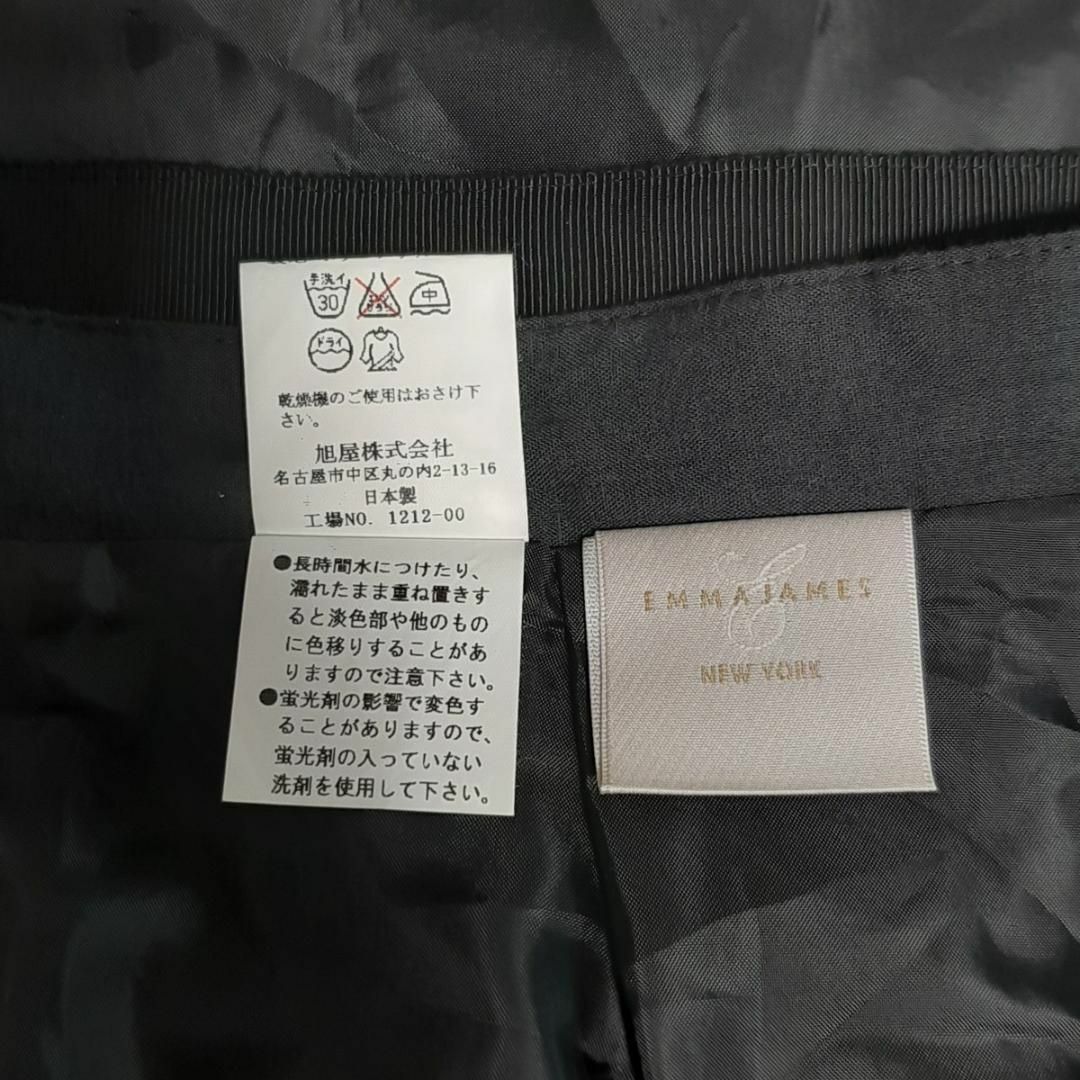 手洗イ
30
中
ドライ
乾燥機のご使用はおさけ下
さい。
旭屋株式会社
名古屋市中区丸の内2-13-16
日本製
工場NO. 1212-00
●長時間水につけたり、
濡れたまま重ね置きす
ると淡色部や他のもの
に色移りすることがあ
りますので注意下さい。
●蛍光剤の影響で変色す
ることがありますので、
蛍光剤の入っていない
洗剤を使用して下さい。
EMMAJAMES
NEW YORK